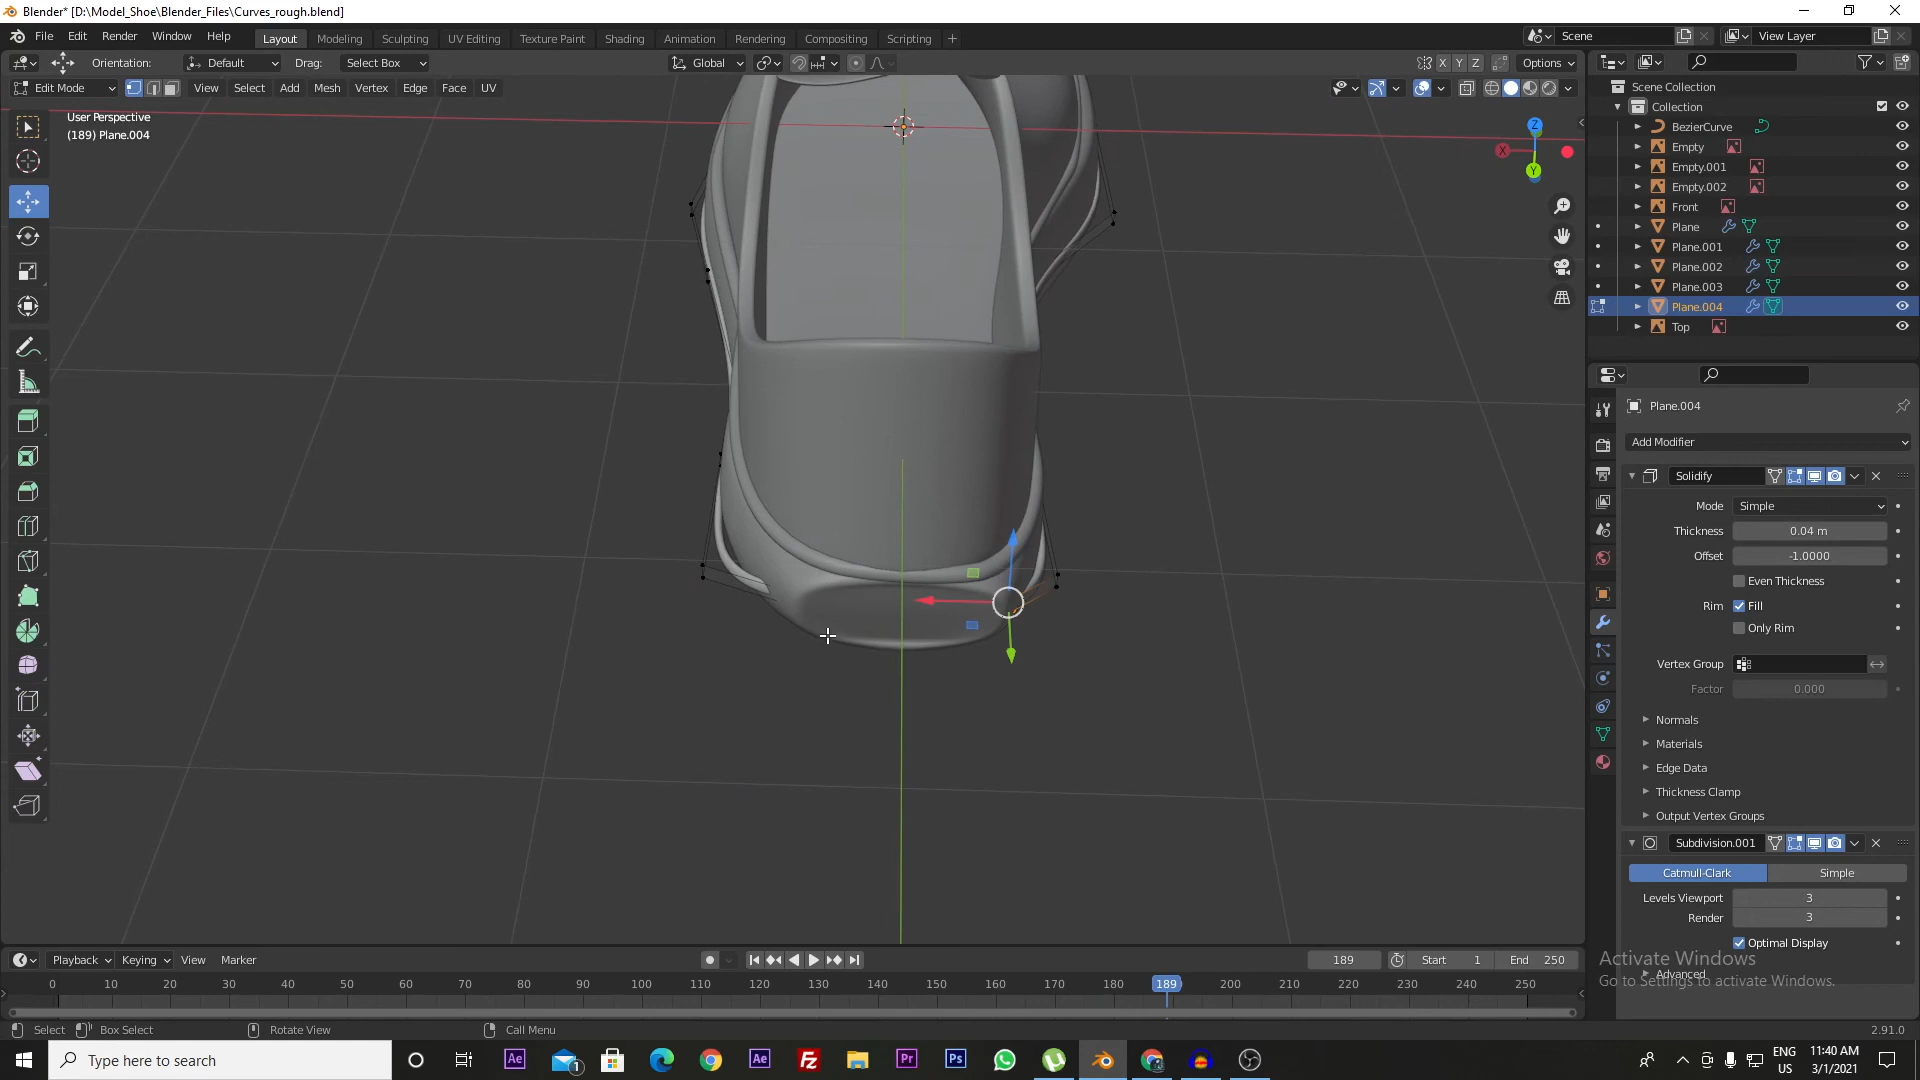 Blender* [D:\Model_Shoe\Blender_Files\Curves_rough.blend]
File Edit Render Window Help Layout Modeling Sculpting UV Editing Texture Paint Shading Animation Rendering Compositing Scripting + Scene View Layer
Orientation: Default Drag: Select Box Global X Y Z Options
Edit Mode View Select Add Mesh Vertex Edge Face UV
User Perspective
(189) Plane.004
Z
X
Y
Scene Collection
Collection
BezierCurve
Empty
Empty.001
Empty.002
Front
Plane
Plane.001
Plane.002
Plane.003
Plane.004
Top
Plane.004
Add Modifier
Solidify
Mode Simple
Thickness 0.04 m
Offset -1.0000
Even Thickness
Rim Fill
Only Rim
Vertex Group
Factor 0.000
Normals
Materials
Edge Data
Thickness Clamp
Output Vertex Groups
Subdivision.001
Catmull-Clark Simple
Levels Viewport 3
Render 3
Optimal Display
Advanced
Activate Windows
Go to Settings to activate Windows.
Playback Keying View Marker 189 Start 1 End 250
0 10 20 30 40 50 60 70 80 90 100 110 120 130 140 150 160 170 180 189 200 210 220 230 240 250
Select Box Select Rotate View Call Menu 2.91.0
Type here to search
Ae 1 Ae Fz Pr Ps
ENG
US
11:40 AM
3/1/2021